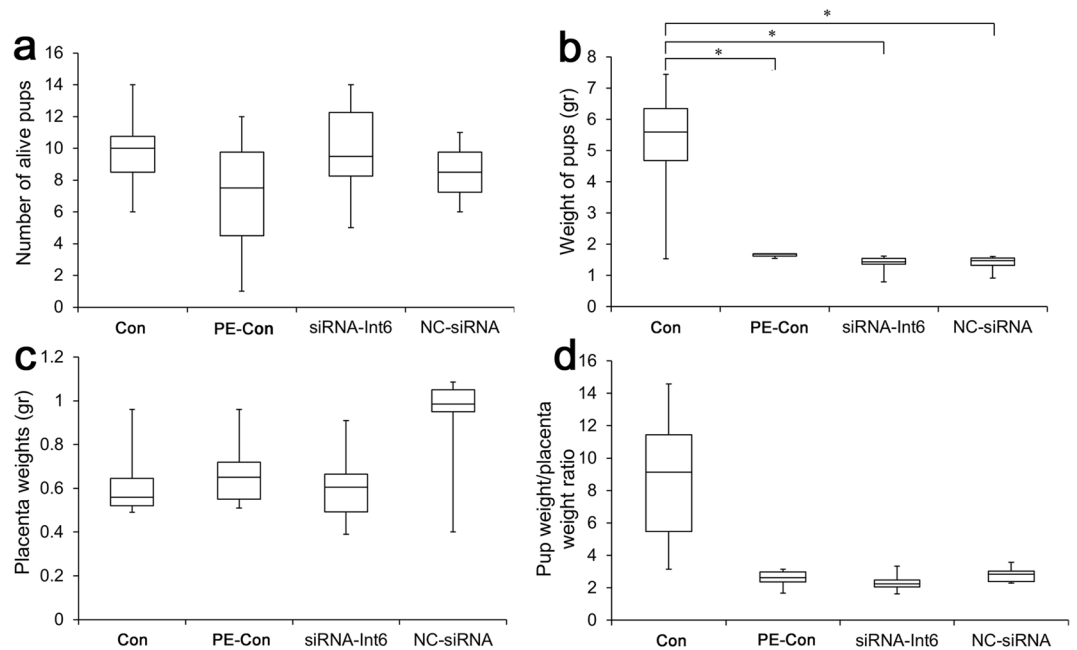 a
Number of alive pups
16
14
12
10
8
6
4
2
0
Con PE-Con siRNA-Int6 NC-siRNA
b
Weight of pups (gr)
* 
*
*
8
7
6
5
4
3
2
1
0
Con PE-Con siRNA-Int6 NC-siRNA
c
Placenta weights (gr)
1.2
1
0.8
0.6
0.4
0.2
0
Con PE-Con siRNA-Int6 NC-siRNA
d
Pup weight/placenta
weight ratio
16
14
12
10
8
6
4
2
0
Con PE-Con siRNA-Int6 NC-siRNA